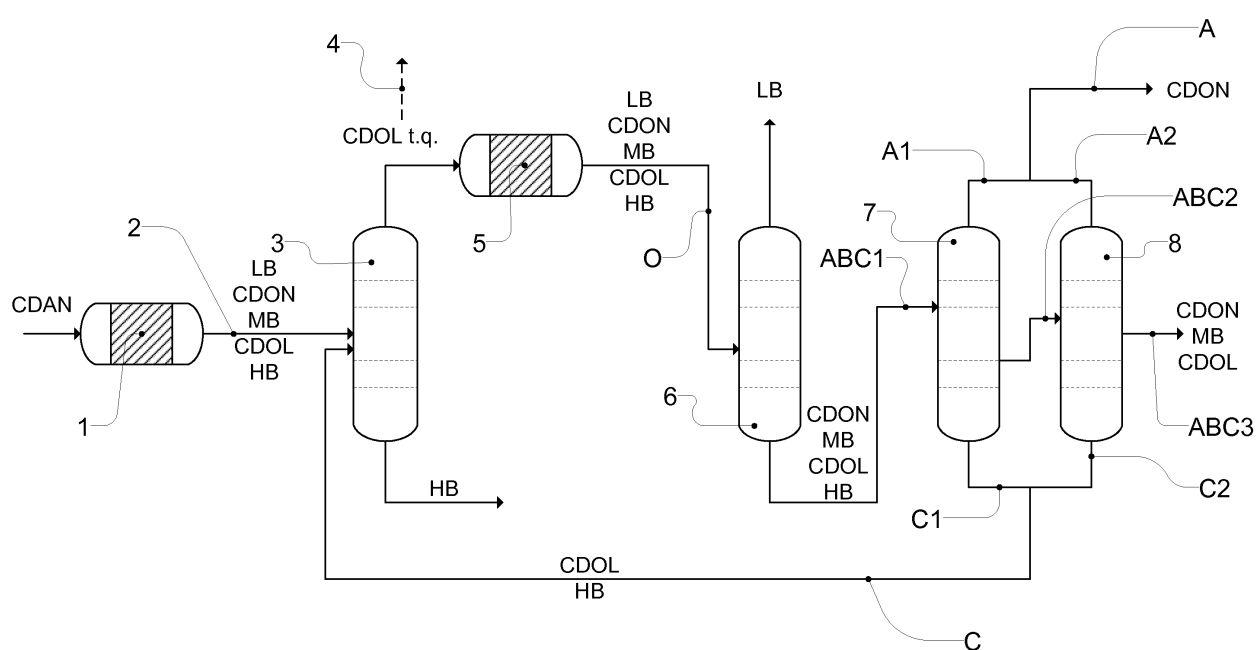 A
4
LB
CDON
CDOL t.q.
LB
CDON
MB
CDOL
HB
A1
A2
5
ABC2
2
3
7
8
LB
O
ABC1
CDAN
CDON
MB
CDOL
HB
CDON
MB
CDOL
1
6
CDON
MB
CDOL
HB
ABC3
HB
C2
C1
CDOL
HB
C